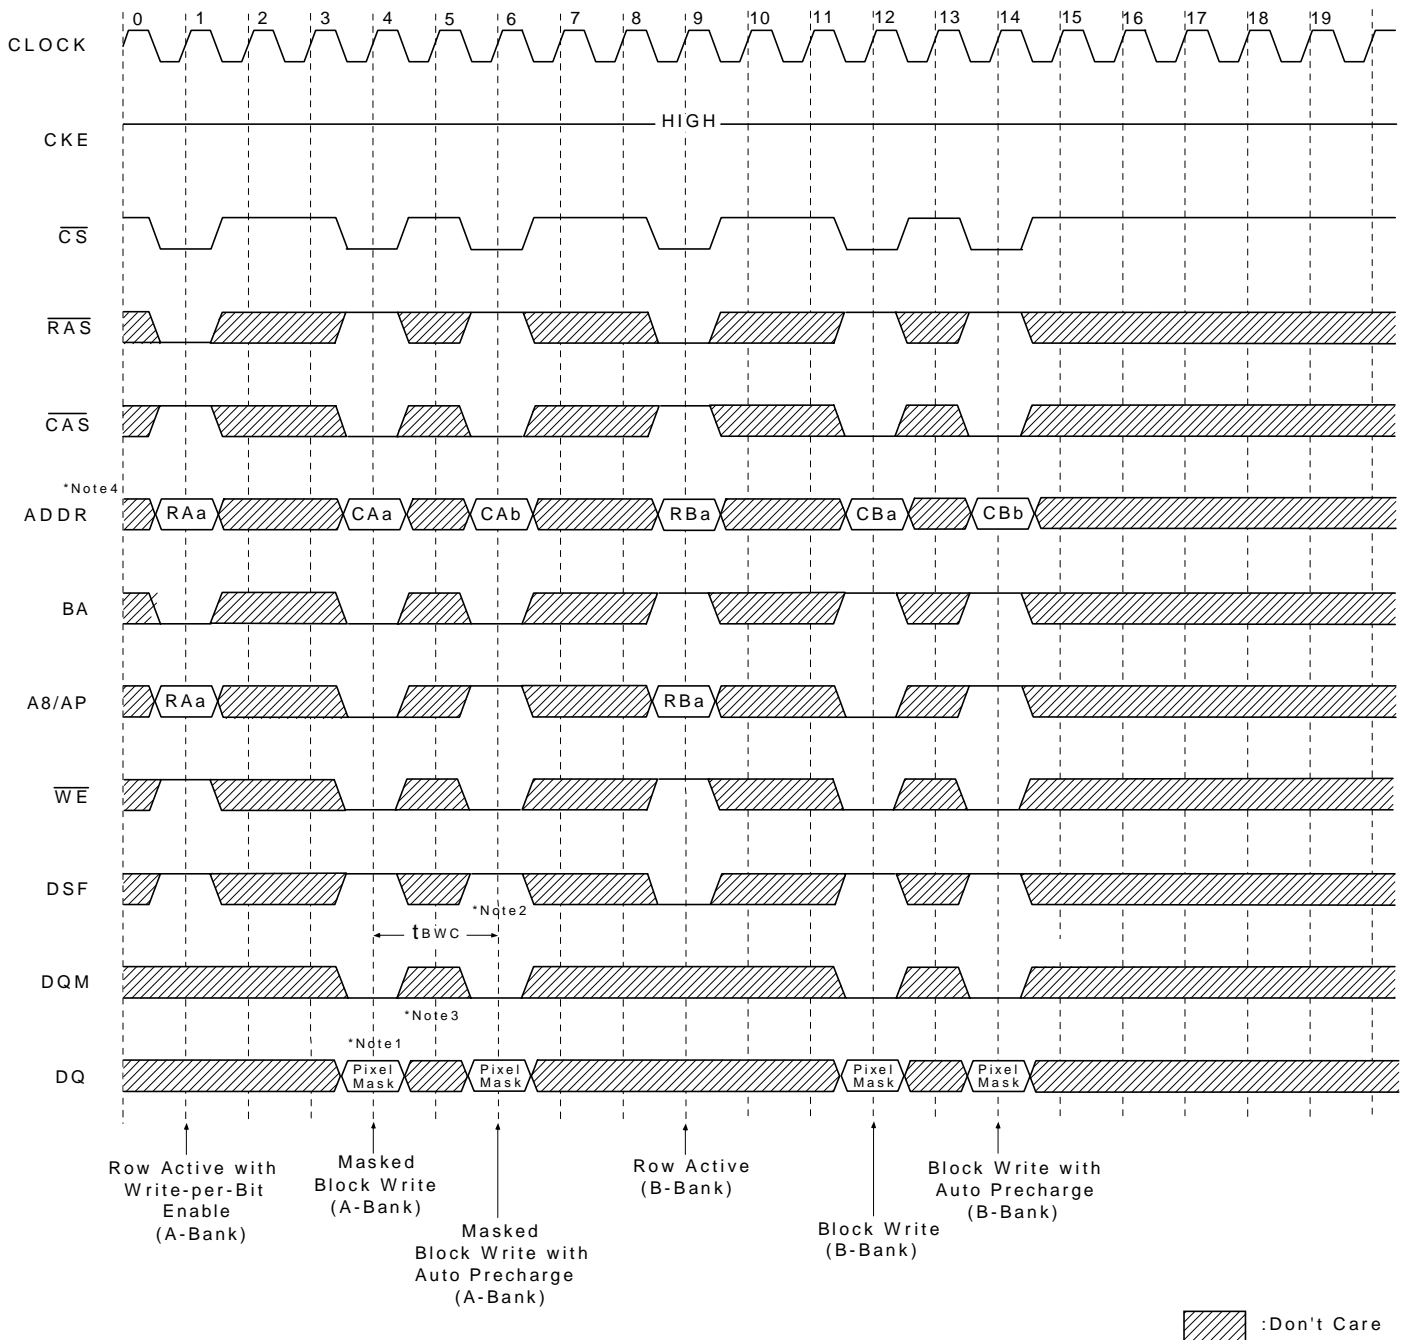 0 1 2 3 4 5 6 7 8 9 10 11 12 13 14 15 16 17 18 19
CLOCK
CKE
HIGH
CS
RAS
CAS
*Note4
ADDR
RAa CAa CAb RBa CBa CBb
BA
A8/AP
RAa RBa
WE
DSF
*Note2
tBWC
DQM
*Note3
*Note1
DQ
Pixel Mask
Pixel Mask
Pixel Mask
Pixel Mask
Row Active with
Write-per-Bit
Enable
(A-Bank)
Masked
Block Write
(A-Bank)
Masked
Block Write with
Auto Precharge
(A-Bank)
Row Active
(B-Bank)
Block Write
(B-Bank)
Block Write with
Auto Precharge
(B-Bank)
:Don't Care